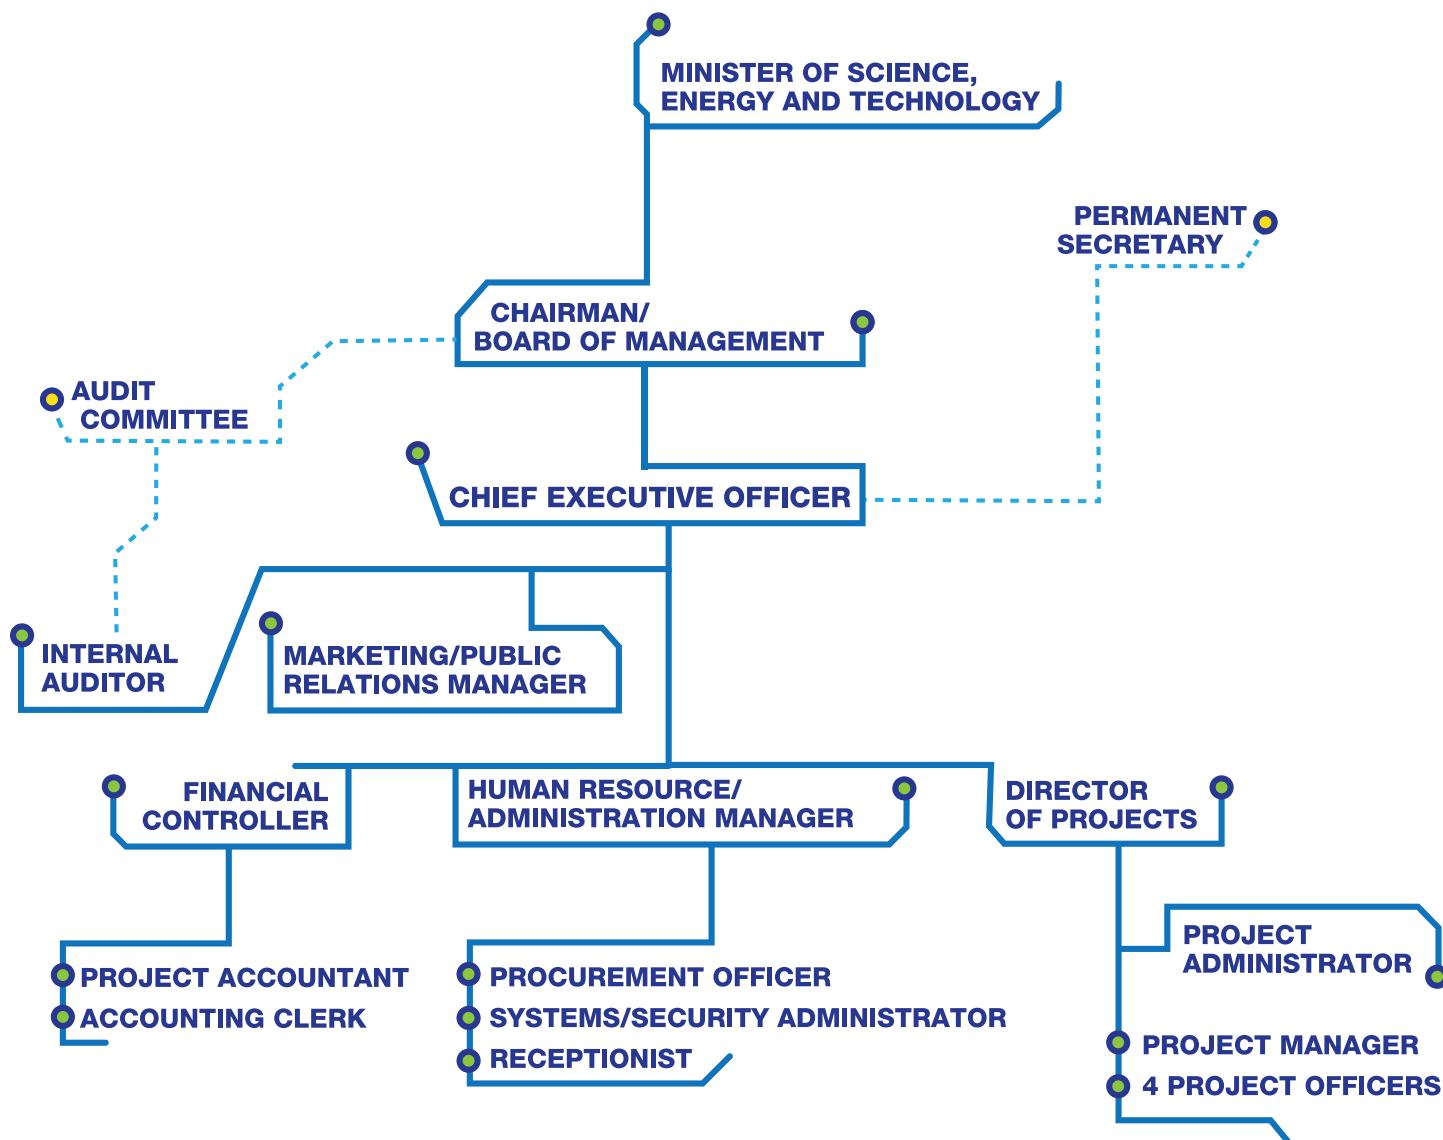 MINISTER OF SCIENCE,
ENERGY AND TECHNOLOGY
PERMANENT
SECRETARY
CHAIRMAN/
BOARD OF MANAGEMENT
AUDIT
COMMITTEE
CHIEF EXECUTIVE OFFICER
INTERNAL
AUDITOR
MARKETING/PUBLIC
RELATIONS MANAGER
FINANCIAL
CONTROLLER
HUMAN RESOURCE/
ADMINISTRATION MANAGER
DIRECTOR
OF PROJECTS
PROJECT ACCOUNTANT
ACCOUNTING CLERK
PROCUREMENT OFFICER
SYSTEMS/SECURITY ADMINISTRATOR
RECEPTIONIST
PROJECT
ADMINISTRATOR
PROJECT MANAGER
4 PROJECT OFFICERS